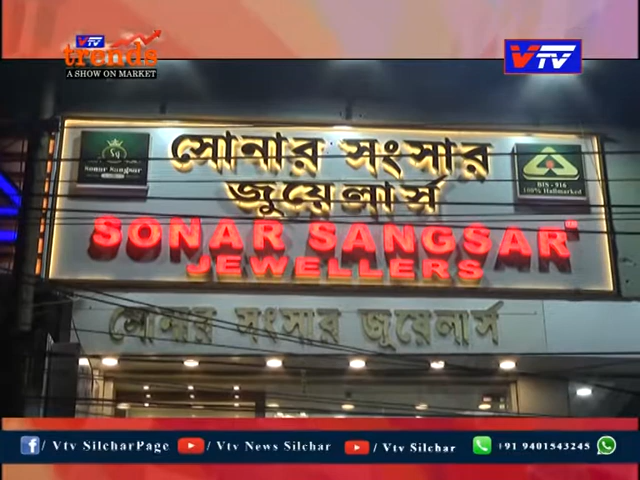 VTV
trends
A SHOW ON MARKET
VTV
Sonar Sangsar
সোনার সংসার
জুয়েলার্স
BIS - 916
100% Hallmarked
SONAR SANGSAR
JEWELLERS
সোনার সংসার জুয়েলার্স
/ Vtv SilcharPage
/ Vtv News Silchar
/ Vtv Silchar
+91 9401543245